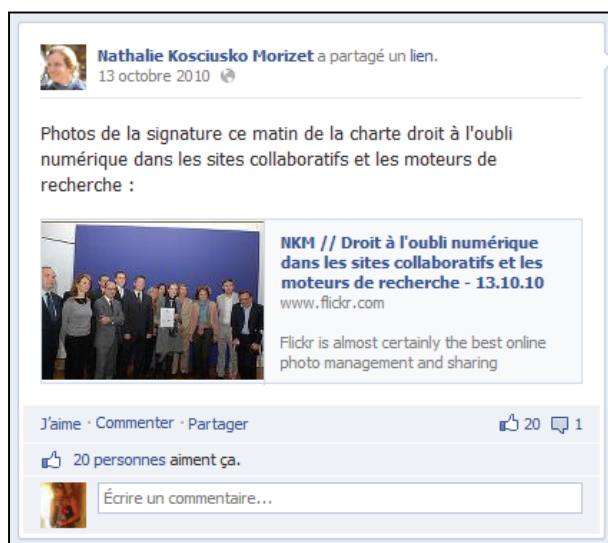 Nathalie Kosciusko Morizet a partagé un lien.
13 octobre 2010
Photos de la signature ce matin de la charte droit à l'oubli
numérique dans les sites collaboratifs et les moteurs de
recherche :
NKM // Droit à l'oubli numérique
dans les sites collaboratifs et les
moteurs de recherche - 13.10.10
www.flickr.com
Flickr is almost certainly the best online
photo management and sharing
J'aime · Commenter · Partager 20 1
20 personnes aiment ça.
Écrire un commentaire...